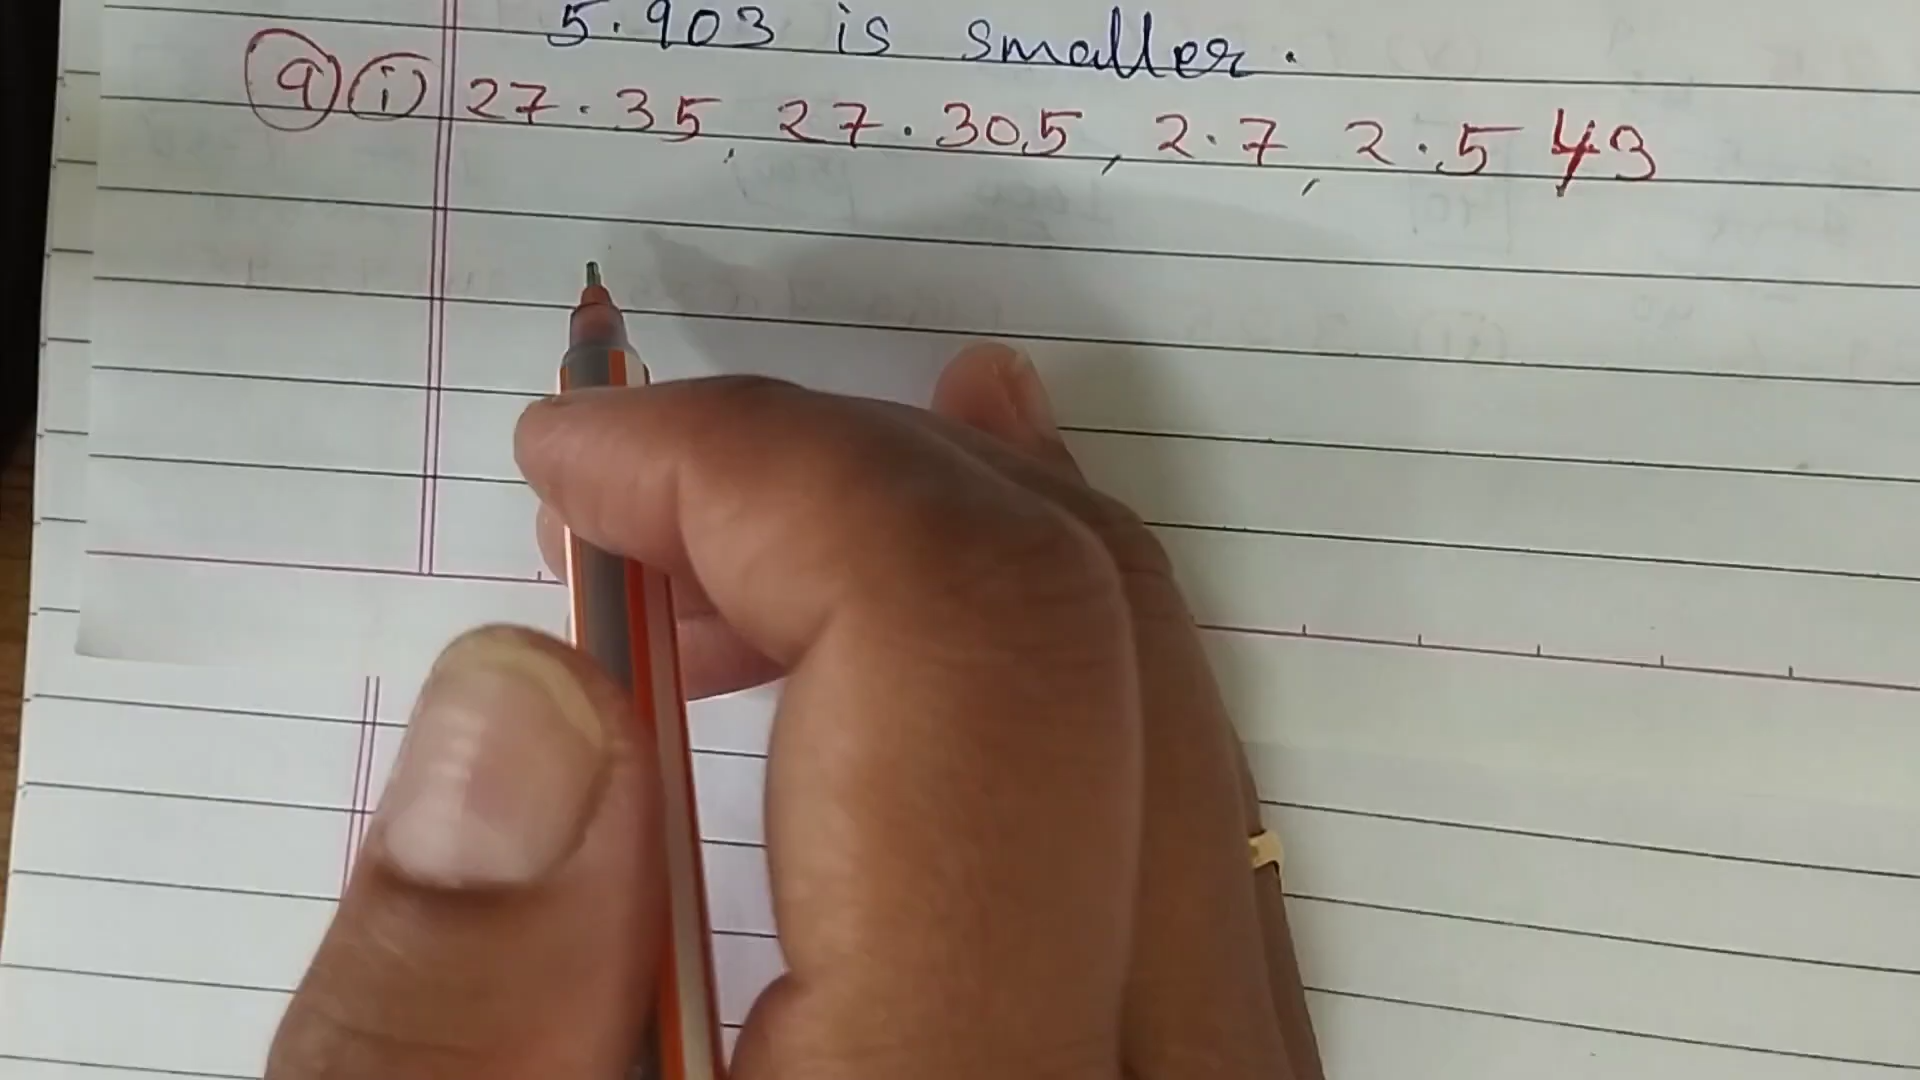 5.903 is smaller.
9 i 27.35, 27.305, 2.7, 2.543